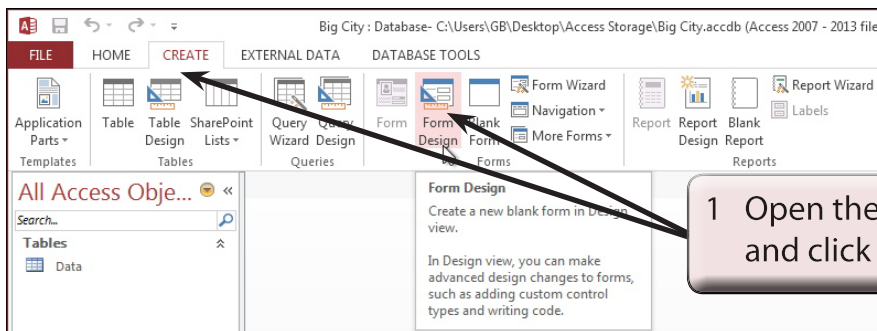 Big City : Database- C:\Users\GB\Desktop\Access Storage\Big City.accdb (Access 2007 - 2013 file
FILE HOME CREATE EXTERNAL DATA DATABASE TOOLS
Form Wizard Report Wizard
Navigation Labels
More Forms
Application Parts Table Table Design SharePoint Lists Query Wizard Query Design Form Form Design Blank Form Report Report Design Blank Report
Templates Tables Queries Forms Reports
All Access Obje... «
Search...
Tables
Data
Form Design
Create a new blank form in Design
view.
In Design view, you can make
advanced design changes to forms,
such as adding custom control
types and writing code.
1 Open the
and click